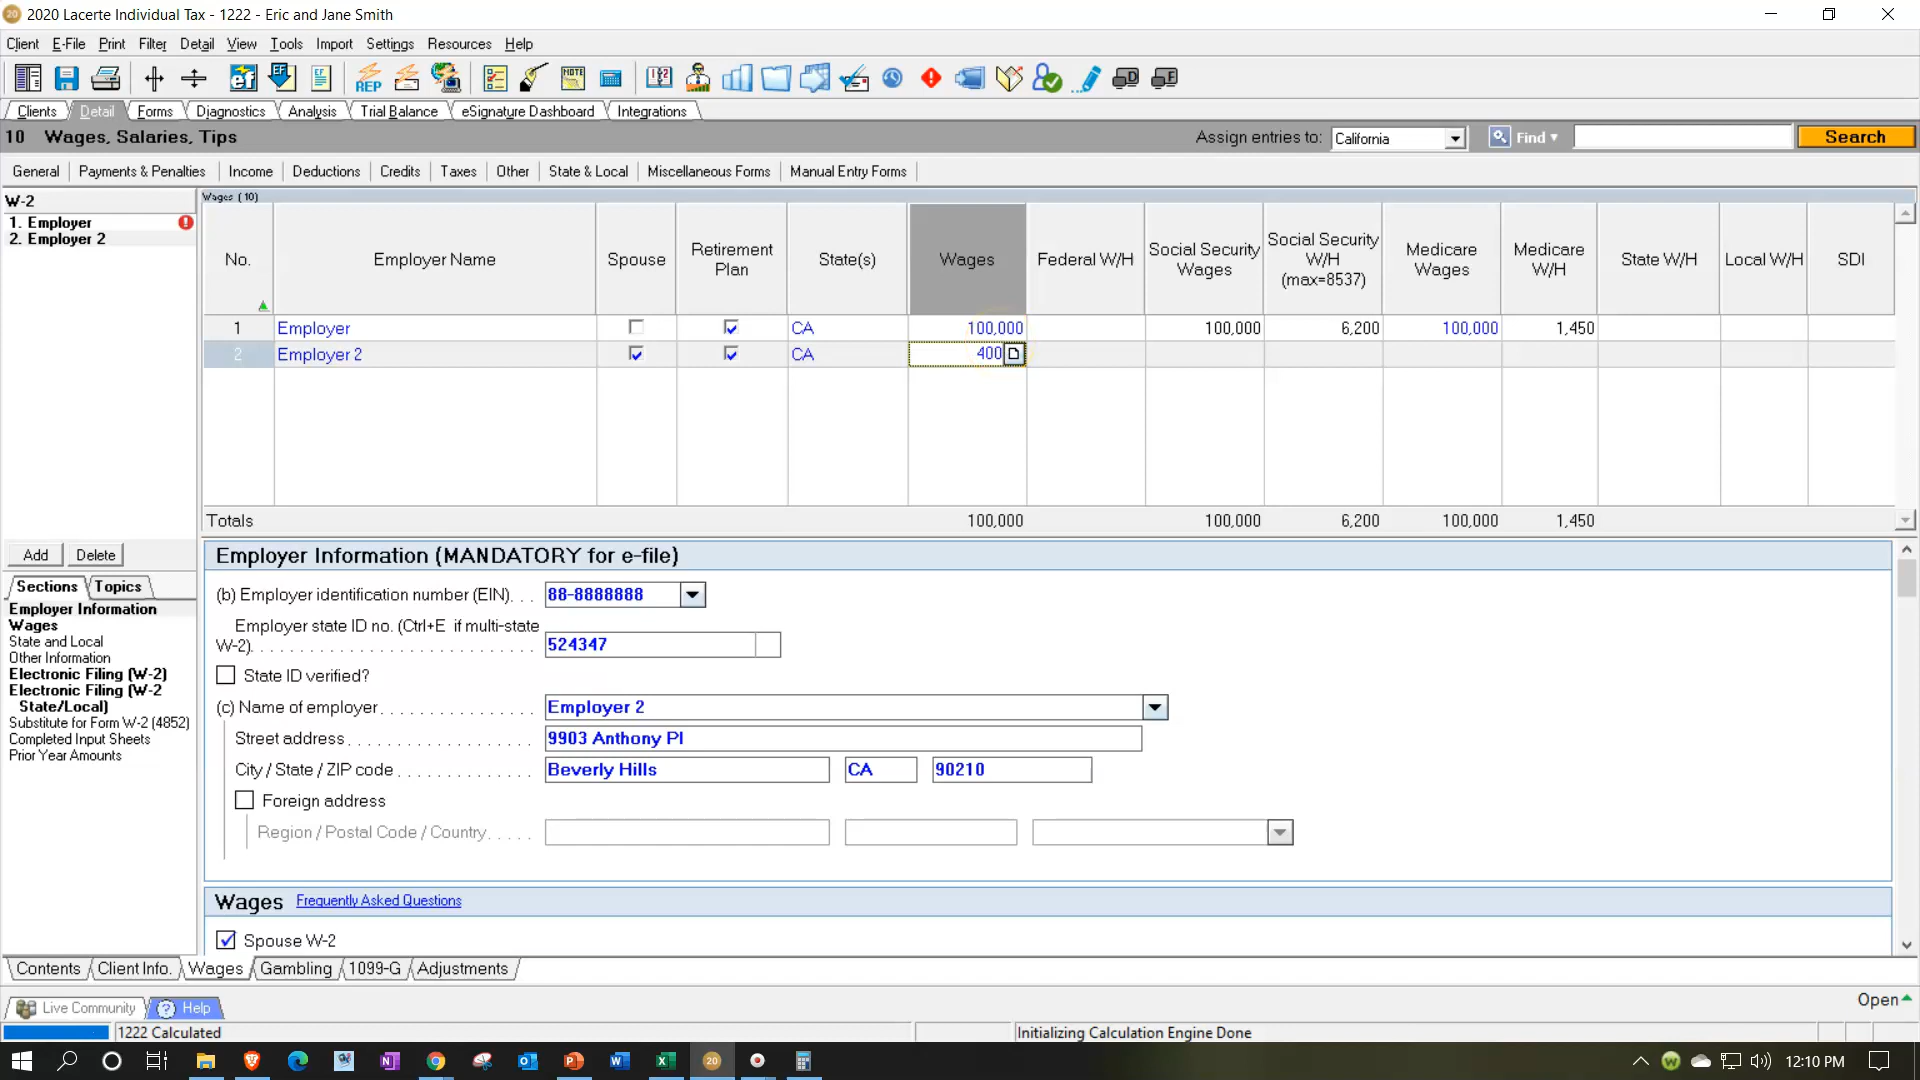 2020 Lacerte Individual Tax - 1222 - Eric and Jane Smith
Client E-File Print Filter Detail View Tools Import Settings Resources Help
REP NOTE
Clients Detail Forms Diagnostics Analysis Trial Balance eSignature Dashboard Integrations
10 Wages, Salaries, Tips Assign entries to: California Find Search
General Payments & Penalties Income Deductions Credits Taxes Other State & Local Miscellaneous Forms Manual Entry Forms
W-2
1. Employer
2. Employer 2
Wages (10)
No. Employer Name Spouse Retirement Plan State(s) Wages Federal W/H Social Security Wages Social Security W/H (max=8537) Medicare Wages Medicare W/H State W/H Local W/H SDI
1 Employer CA 100,000 100,000 6,200 100,000 1,450
2 Employer 2 CA 400
Totals 100,000 100,000 6,200 100,000 1,450
Add Delete
Sections Topics
Employer Information
Wages
State and Local
Other Information
Electronic Filing (W-2)
Electronic Filing (W-2
State/Local)
Substitute for Form W-2 (4852)
Completed Input Sheets
Prior Year Amounts
Employer Information (MANDATORY for e-file)
(b) Employer identification number (EIN). . . 88-8888888
Employer state ID no. (Ctrl+E if multi-state
W-2). . . . . . . . . . . . . . . . . . . . . . . . . . 524347
State ID verified?
(c) Name of employer. . . . . . . . . . . . . . Employer 2
Street address. . . . . . . . . . . . . . . . . 9903 Anthony Pl
City / State / ZIP code . . . . . . . . . . . . Beverly Hills CA 90210
Foreign address
Region / Postal Code / Country. . . . .
Wages Frequently Asked Questions
Spouse W-2
Contents Client Info. Wages Gambling 1099-G Adjustments
Live Community Help Open
1222 Calculated Initializing Calculation Engine Done
20 12:10 PM